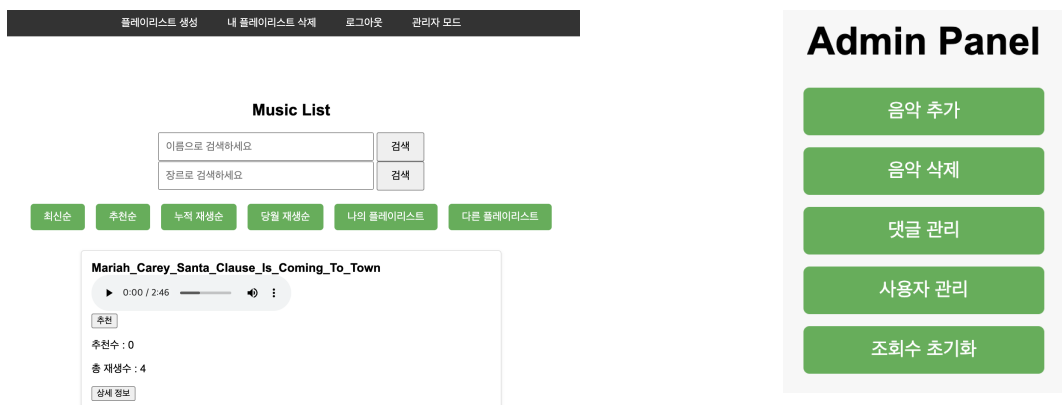 플레이리스트 생성 내 플레이리스트 삭제 로그아웃 관리자 모드
Music List
이름으로 검색하세요 검색
장르로 검색하세요 검색
최신순 추천순 누적 재생순 당월 재생순 나의 플레이리스트 다른 플레이리스트
Mariah_Carey_Santa_Clause_Is_Coming_To_Town
0:00 / 2:46
추천
추천수 : 0
총 재생수 : 4
상세 정보
Admin Panel
음악 추가
음악 삭제
댓글 관리
사용자 관리
조회수 초기화